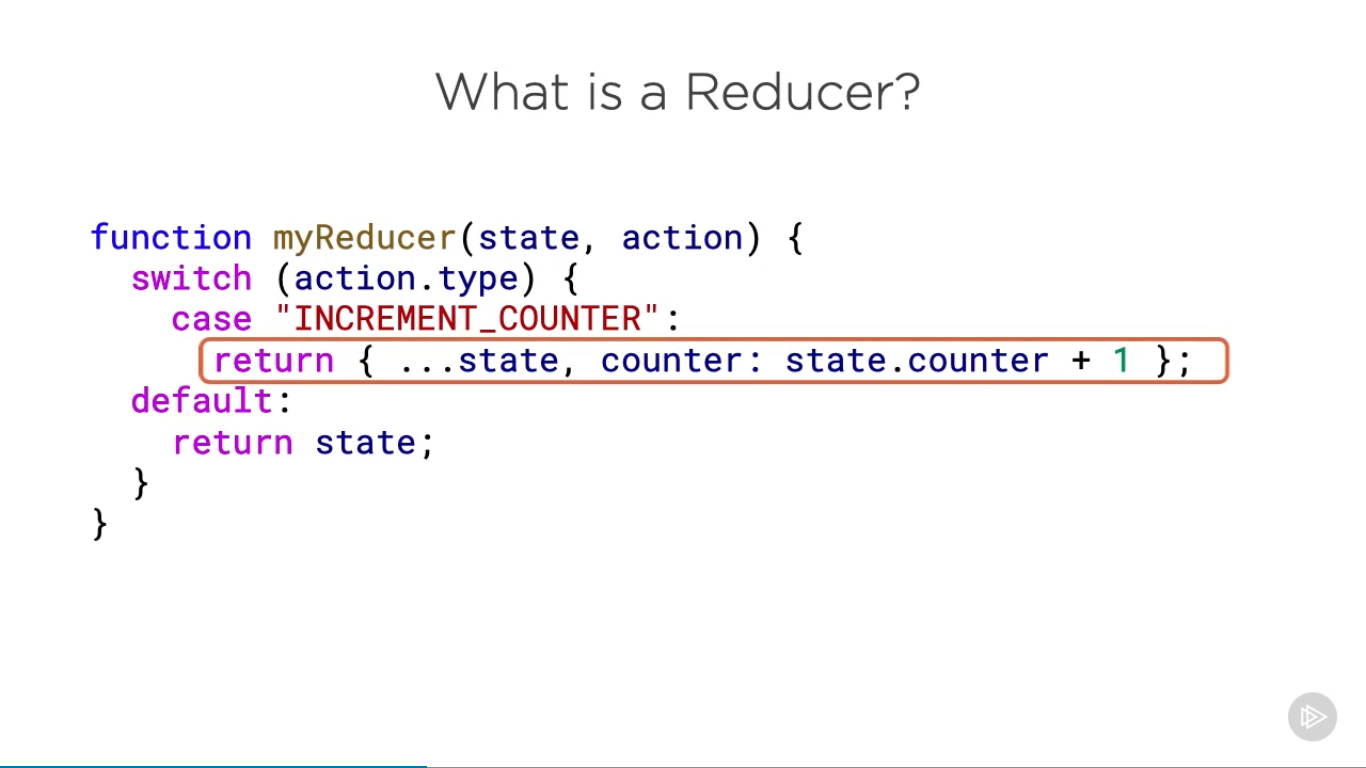 What is a Reducer?
function myReducer(state, action) {
  switch (action.type) {
    case "INCREMENT_COUNTER":
      return { ...state, counter: state.counter + 1 };
  default:
    return state;
  }
}